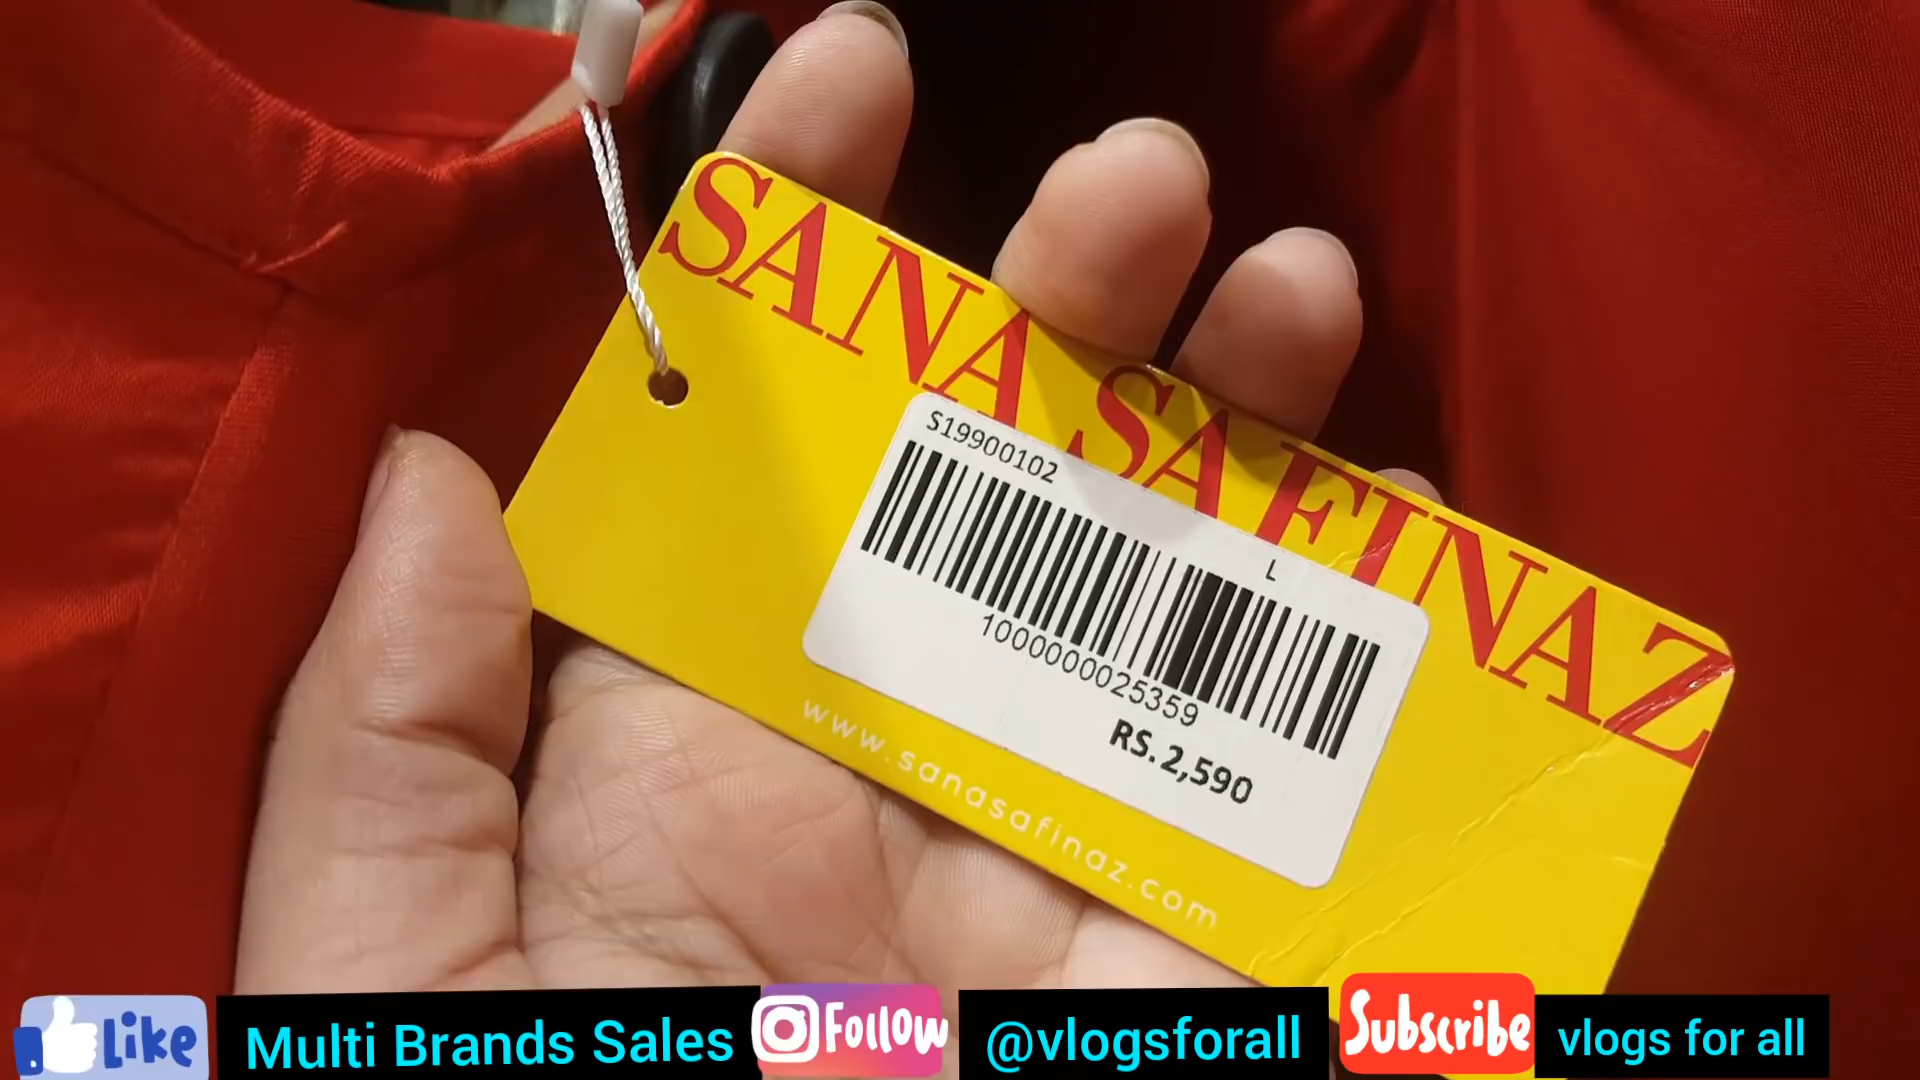 SANA SAFINAZ
S19900102
L
1000000025359
RS.2,590
www.sanasafinaz.com
Like
Multi Brands Sales
Follow
@vlogsforall
Subscribe
vlogs for all